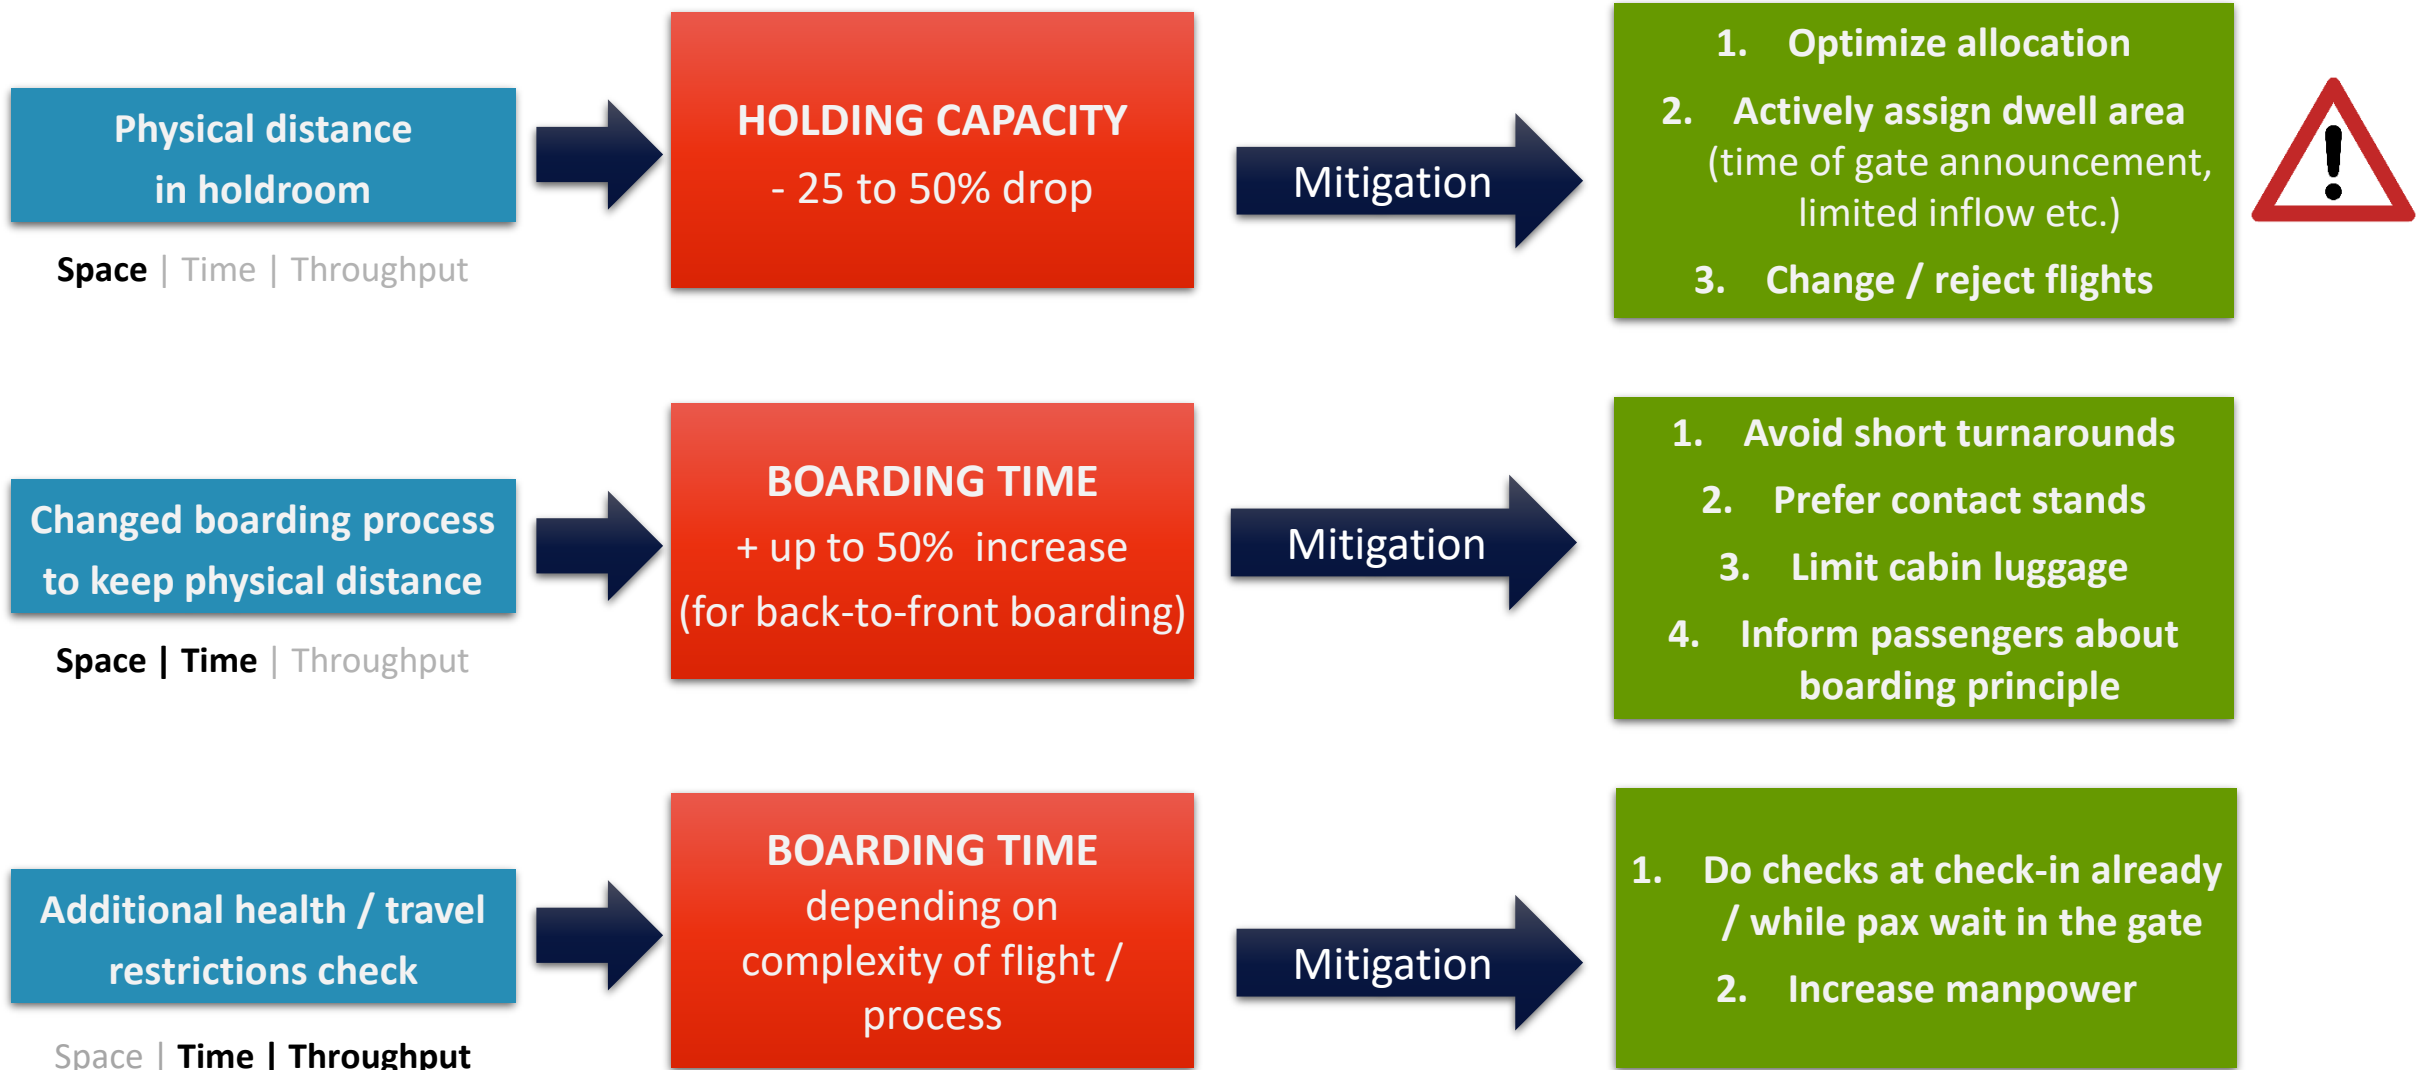 Physical distance
in holdroom
Space | Time | Throughput
HOLDING CAPACITY
- 25 to 50% drop
Mitigation
1. Optimize allocation
2. Actively assign dwell area
(time of gate announcement,
limited inflow etc.)
3. Change / reject flights
Changed boarding process
to keep physical distance
Space | Time | Throughput
BOARDING TIME
+ up to 50% increase
(for back-to-front boarding)
Mitigation
1. Avoid short turnarounds
2. Prefer contact stands
3. Limit cabin luggage
4. Inform passengers about
boarding principle
Additional health / travel
restrictions check
Space | Time | Throughput
BOARDING TIME
depending on
complexity of flight /
process
Mitigation
1. Do checks at check-in already
/ while pax wait in the gate
2. Increase manpower